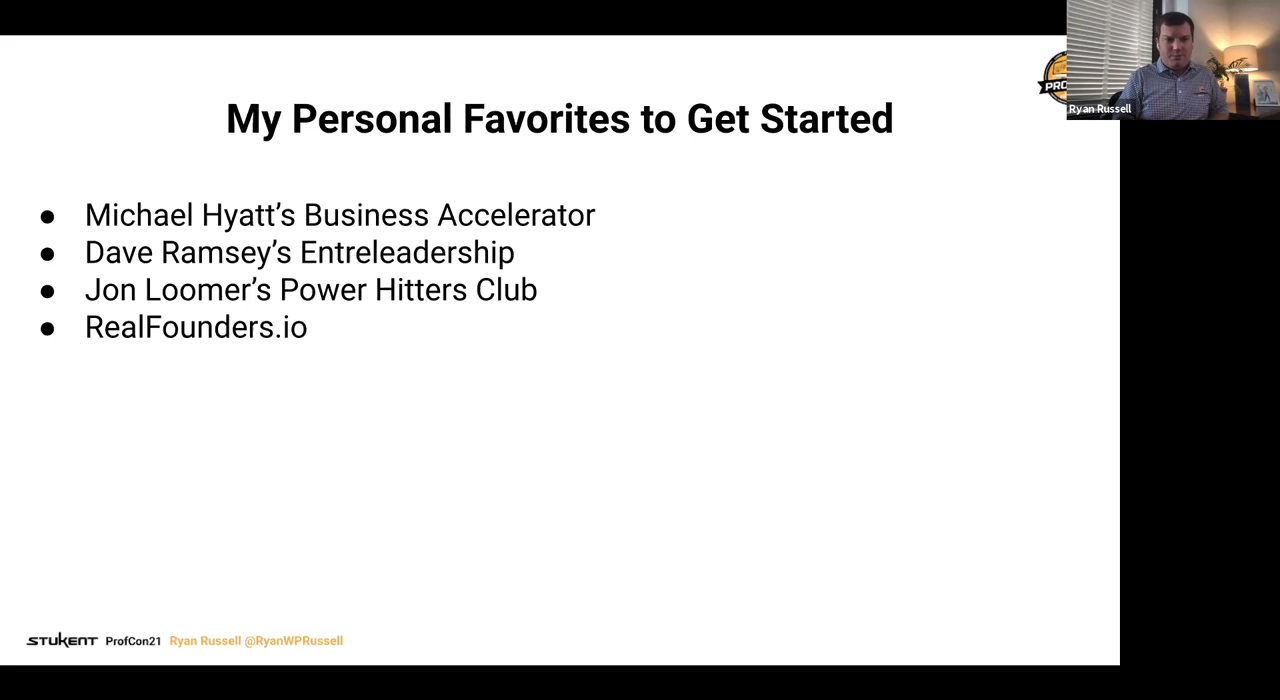 My Personal Favorites to Get Started
Ryan Russell
● Michael Hyatt’s Business Accelerator
● Dave Ramsey’s Entreleadership
● Jon Loomer’s Power Hitters Club
● RealFounders.io
STUKENT ProfCon21 Ryan Russell @RyanWPRussell